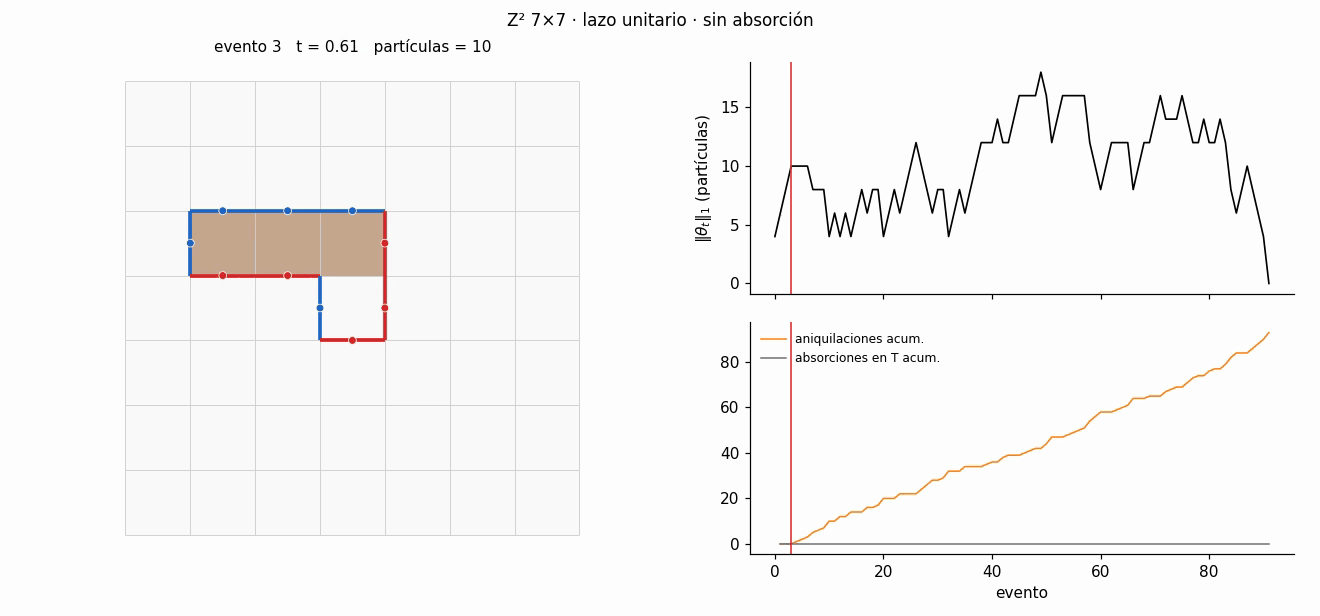 Z² 7×7 · lazo unitario · sin absorción
evento 3 t = 0.61 partículas = 10
‖θₜ‖₁ (partículas)
15
10
5
0
aniquilaciones acum.
absorciones en T acum.
80
60
40
20
0
0 20 40 60 80
evento